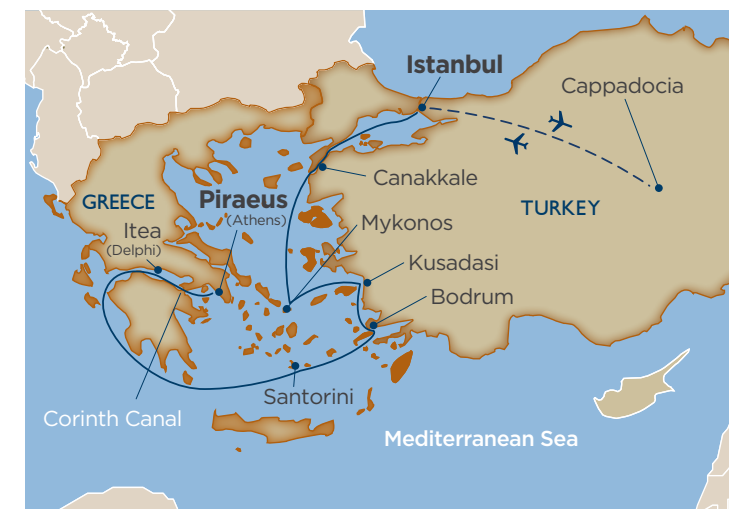 Istanbul
Cappadocia
Canakkale
GREECE
Piraeus
(Athens)
TURKEY
Itea
(Delphi)
Mykonos
Kusadasi
Bodrum
Santorini
Corinth Canal
Mediterranean Sea